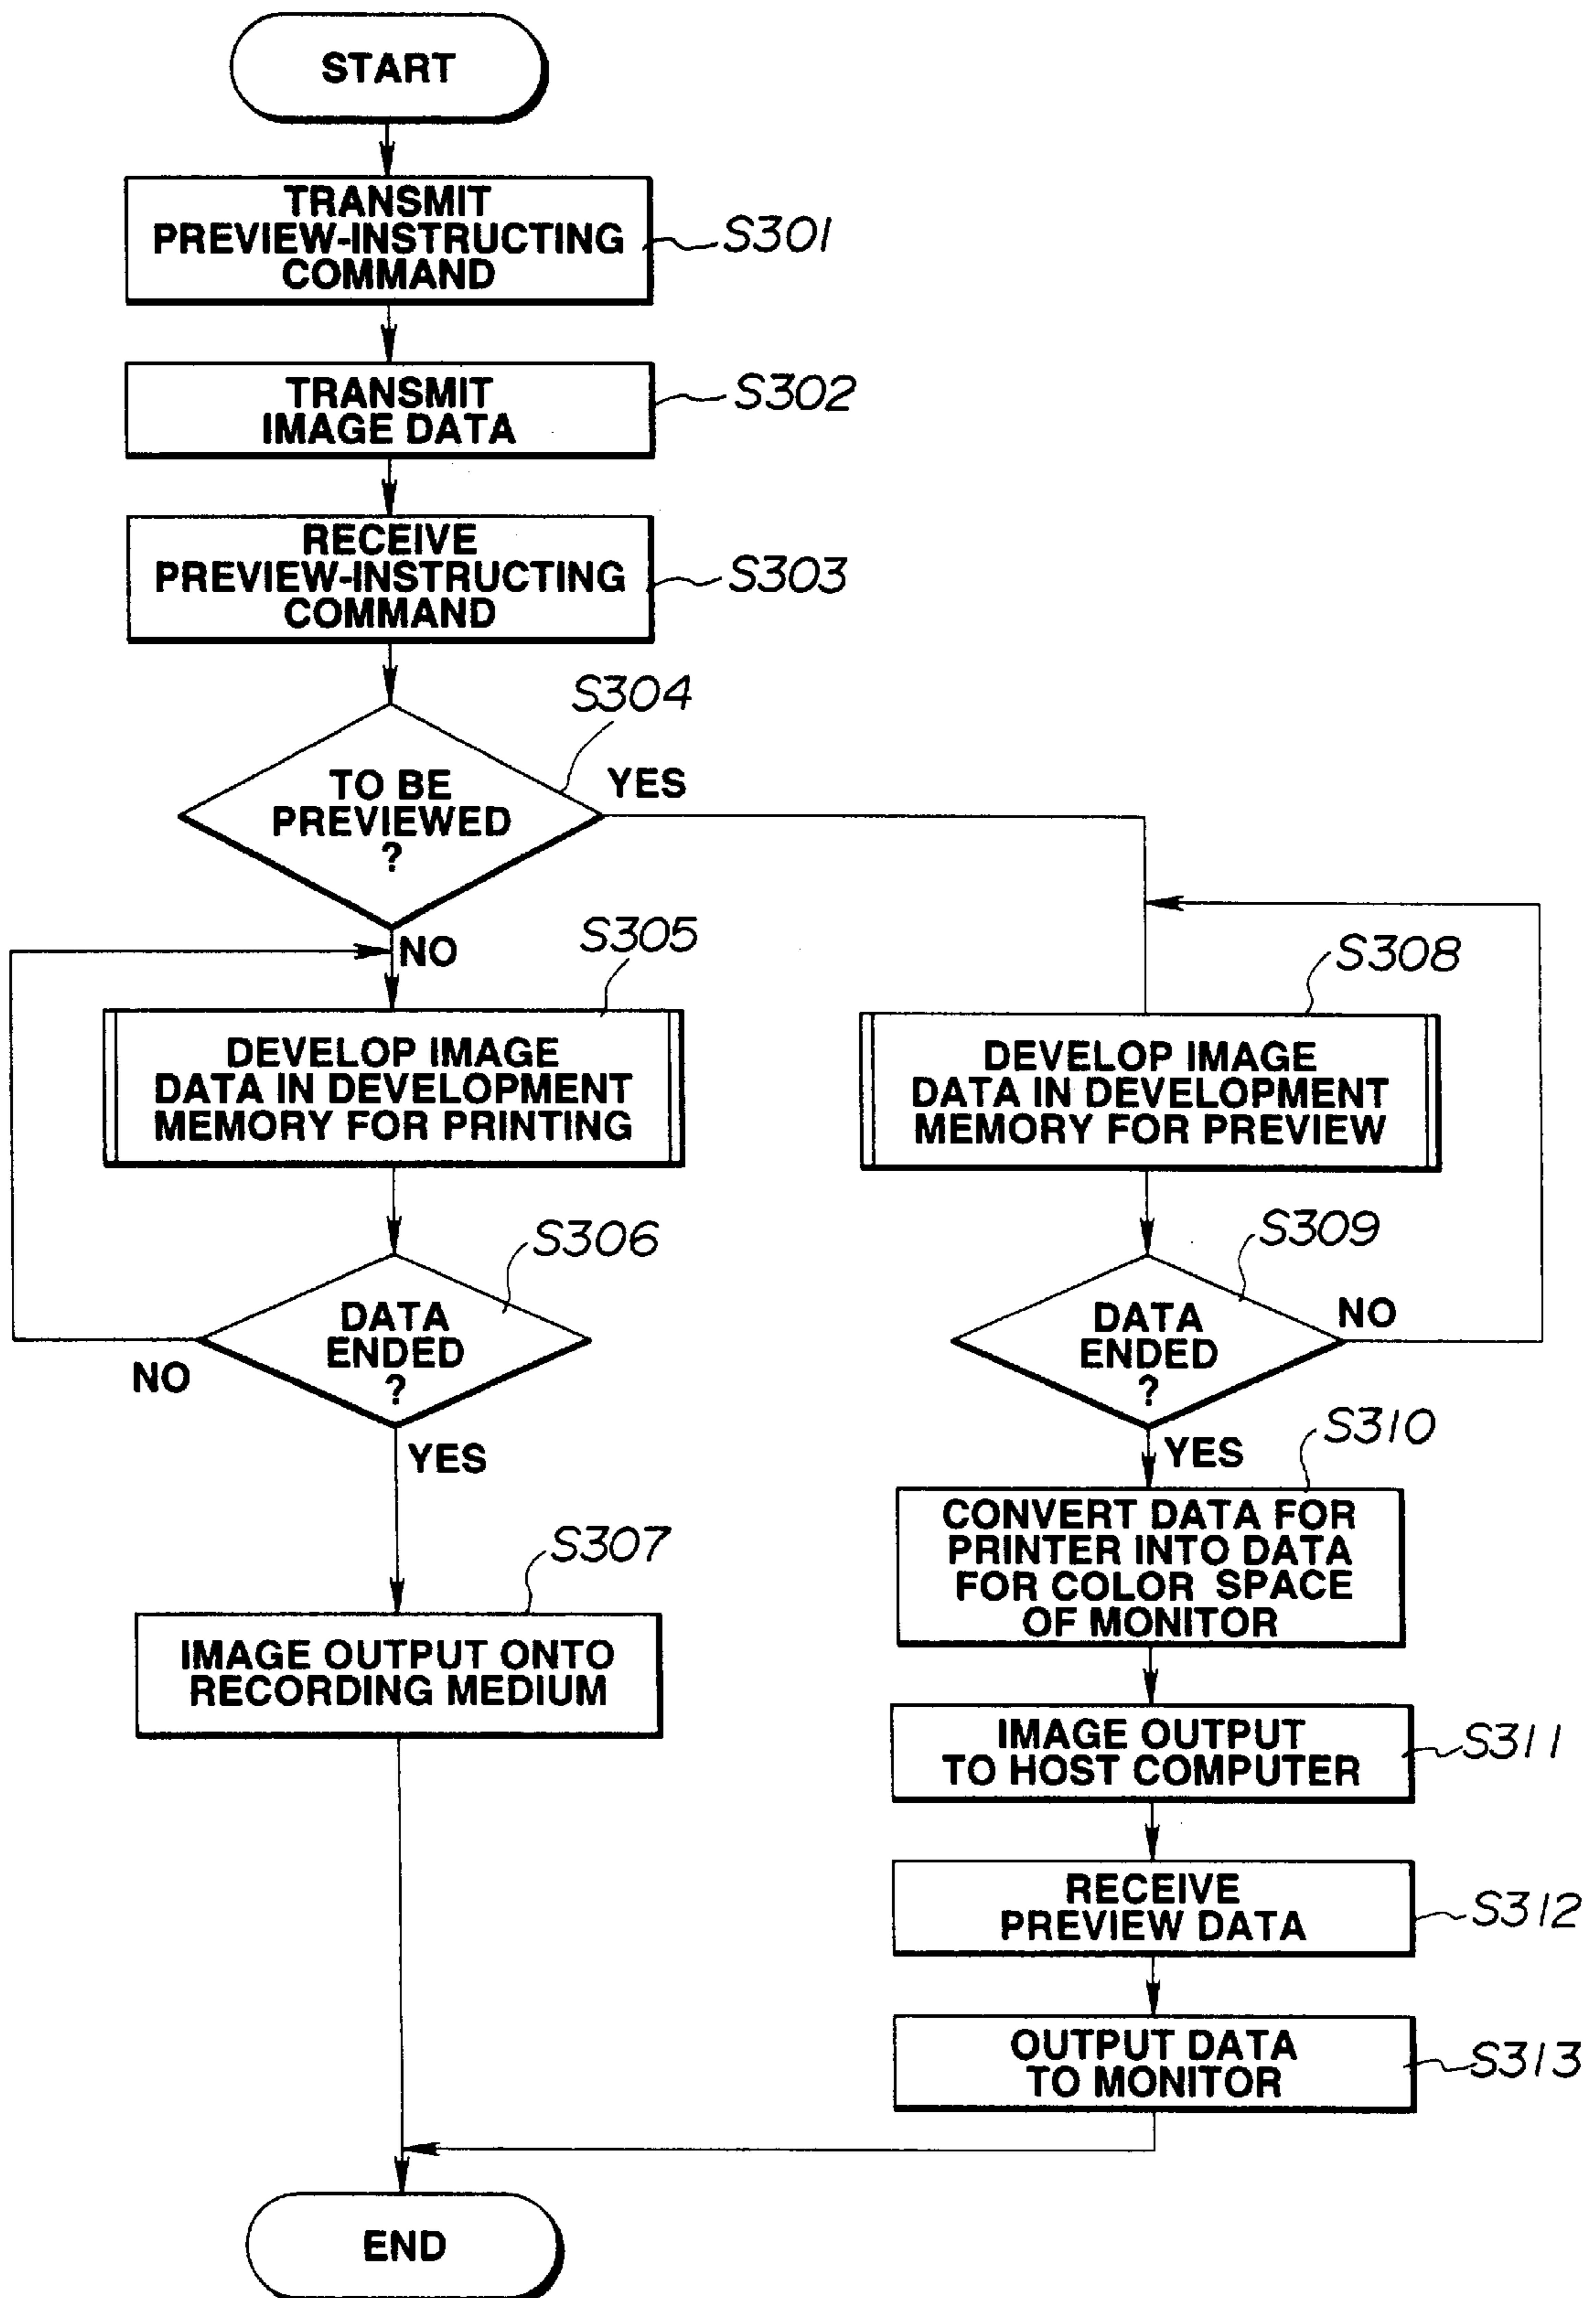 START
TRANSMIT
PREVIEW-INSTRUCTING
COMMAND
S301
TRANSMIT
IMAGE DATA
S302
RECEIVE
PREVIEW-INSTRUCTING
COMMAND
S303
S304
TO BE
PREVIEWED
?
YES
NO
S305
DEVELOP IMAGE
DATA IN DEVELOPMENT
MEMORY FOR PRINTING
S306
DATA
ENDED
?
NO
YES
S307
IMAGE OUTPUT ONTO
RECORDING MEDIUM
S308
DEVELOP IMAGE
DATA IN DEVELOPMENT
MEMORY FOR PREVIEW
S309
DATA
ENDED
?
NO
YES
S310
CONVERT DATA FOR
PRINTER INTO DATA
FOR COLOR SPACE
OF MONITOR
IMAGE OUTPUT
TO HOST COMPUTER
S311
RECEIVE
PREVIEW DATA
S312
OUTPUT DATA
TO MONITOR
S313
END